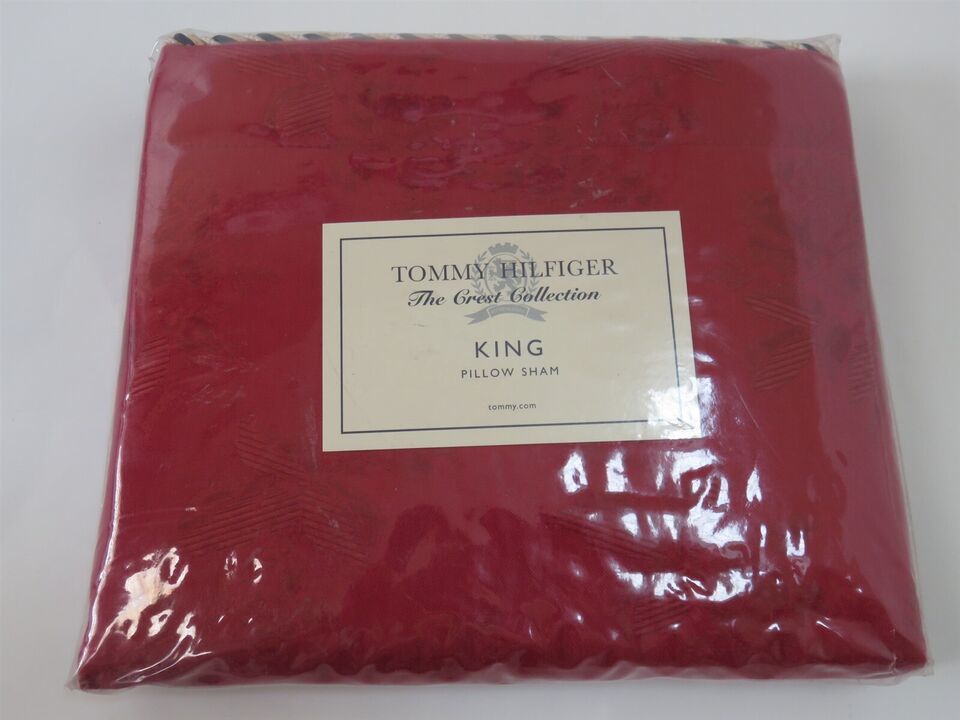 TOMMY HILFIGER
The Crest Collection
KING
PILLOW SHAM
tommy.com